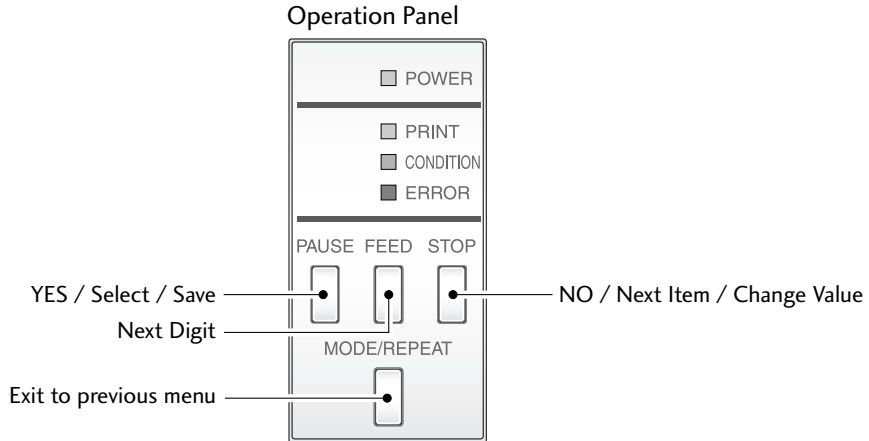 Operation Panel
POWER
PRINT
CONDITION
ERROR
PAUSE FEED STOP
YES / Select / Save
NO / Next Item / Change Value
Next Digit
MODE/REPEAT
Exit to previous menu